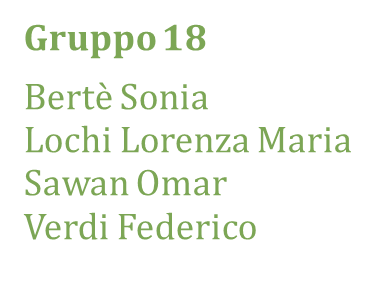 Gruppo 18
Bertè Sonia
Lochi Lorenza Maria
Sawan Omar
Verdi Federico